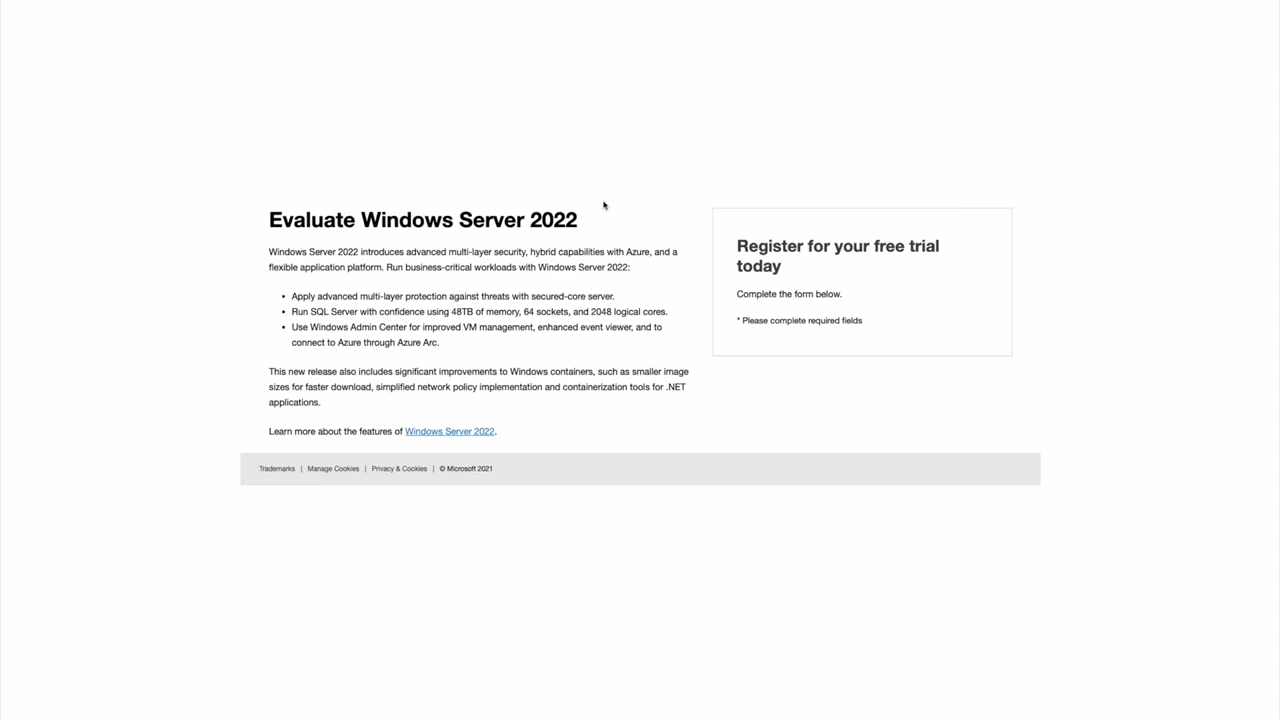 Evaluate Windows Server 2022
Windows Server 2022 introduces advanced multi-layer security, hybrid capabilities with Azure, and a
flexible application platform. Run business-critical workloads with Windows Server 2022:
• Apply advanced multi-layer protection against threats with secured-core server.
• Run SQL Server with confidence using 48TB of memory, 64 sockets, and 2048 logical cores.
• Use Windows Admin Center for improved VM management, enhanced event viewer, and to
connect to Azure through Azure Arc.
This new release also includes significant improvements to Windows containers, such as smaller image
sizes for faster download, simplified network policy implementation and containerization tools for .NET
applications.
Learn more about the features of Windows Server 2022.
Register for your free trial
today
Complete the form below.
* Please complete required fields
Trademarks | Manage Cookies | Privacy & Cookies | © Microsoft 2021